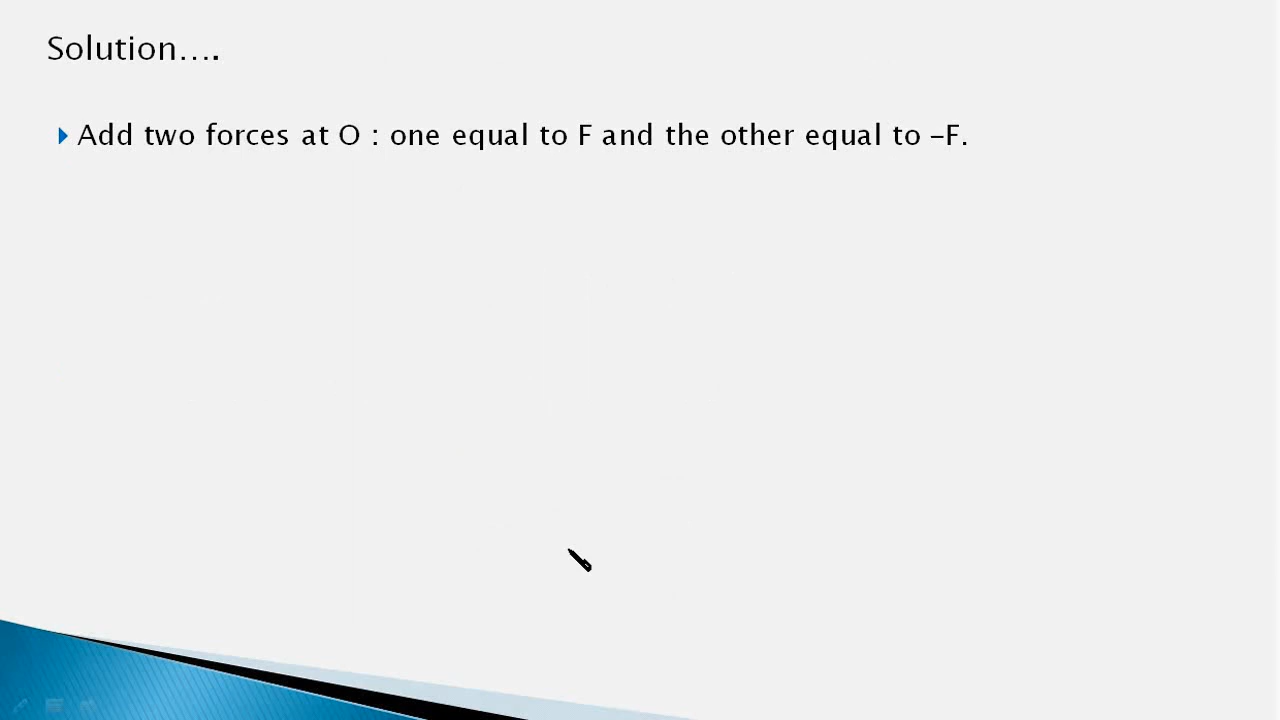 Solution....
Add two forces at O : one equal to F and the other equal to –F.